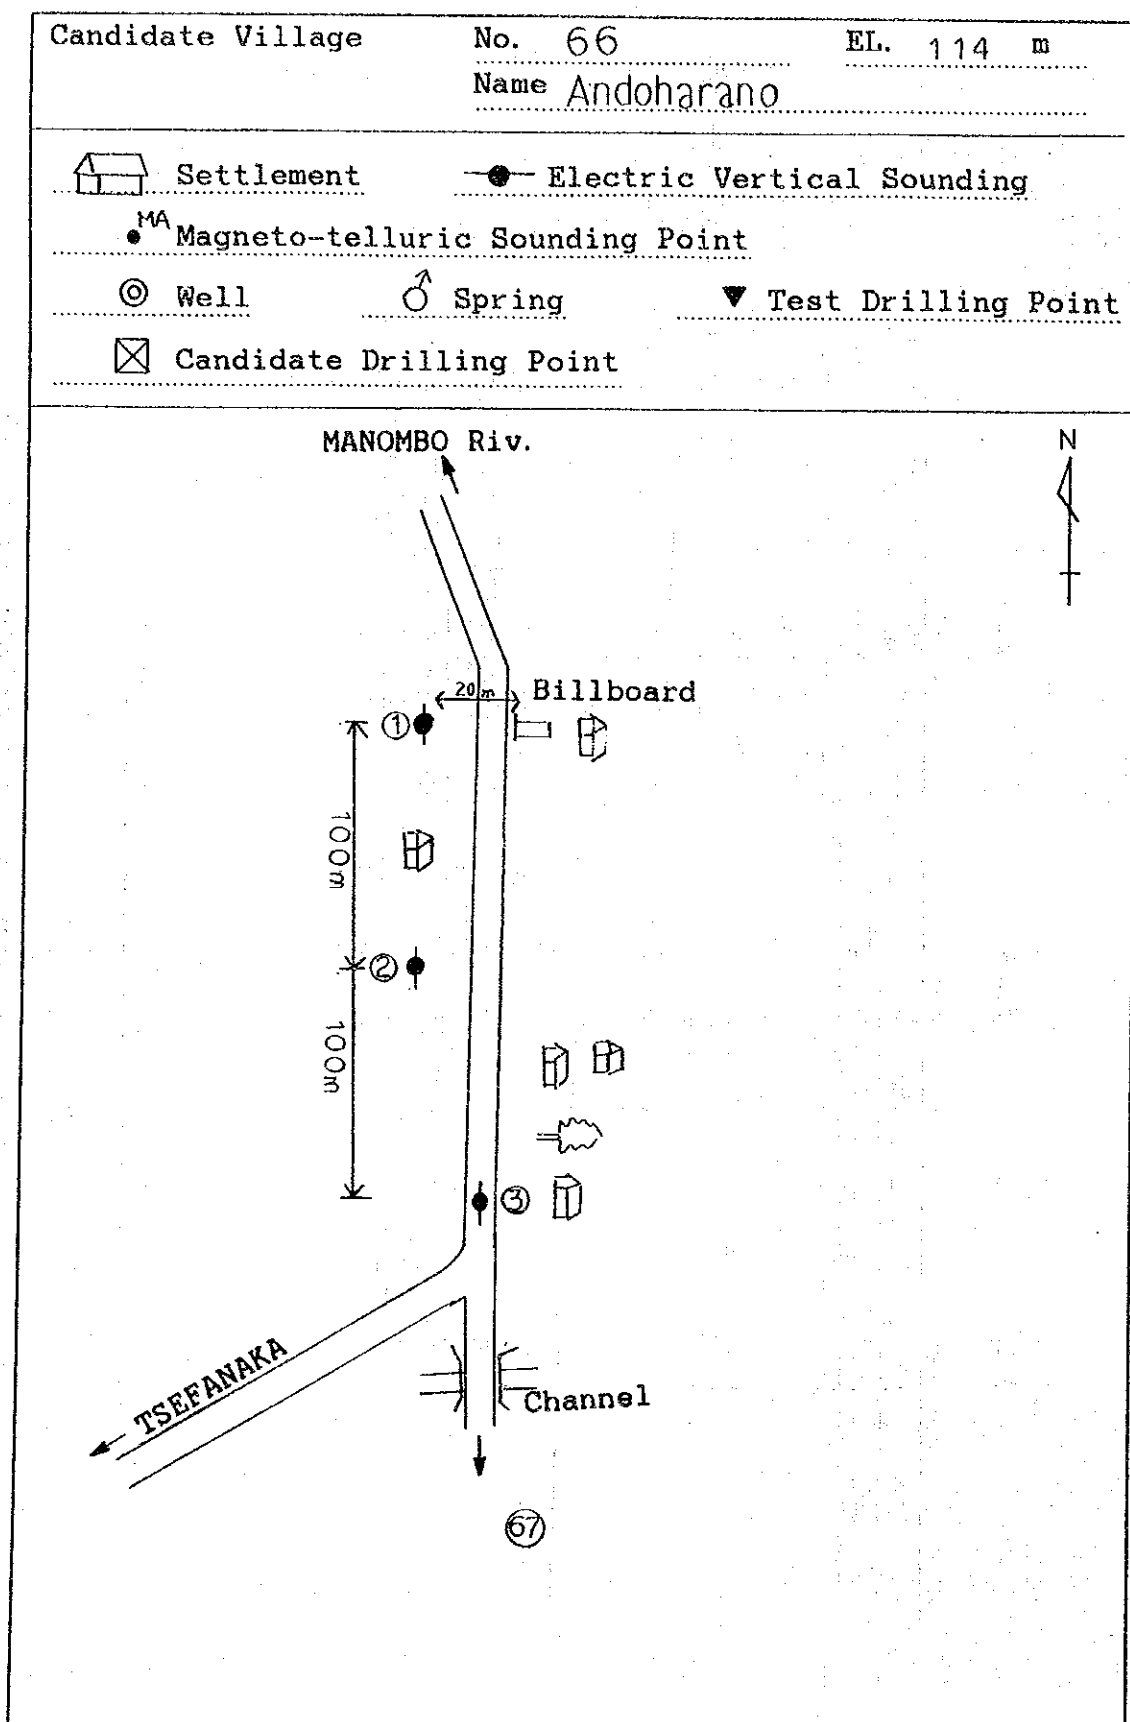 Candidate Village No. 66 EL. 114 m
Name Andoharano
Settlement Electric Vertical Sounding
MA Magneto-telluric Sounding Point
Well Spring Test Drilling Point
Candidate Drilling Point
MANOMBO Riv.
N
20m Billboard
1
100m
2
100m
3
TSEFANAKA
Channel
67